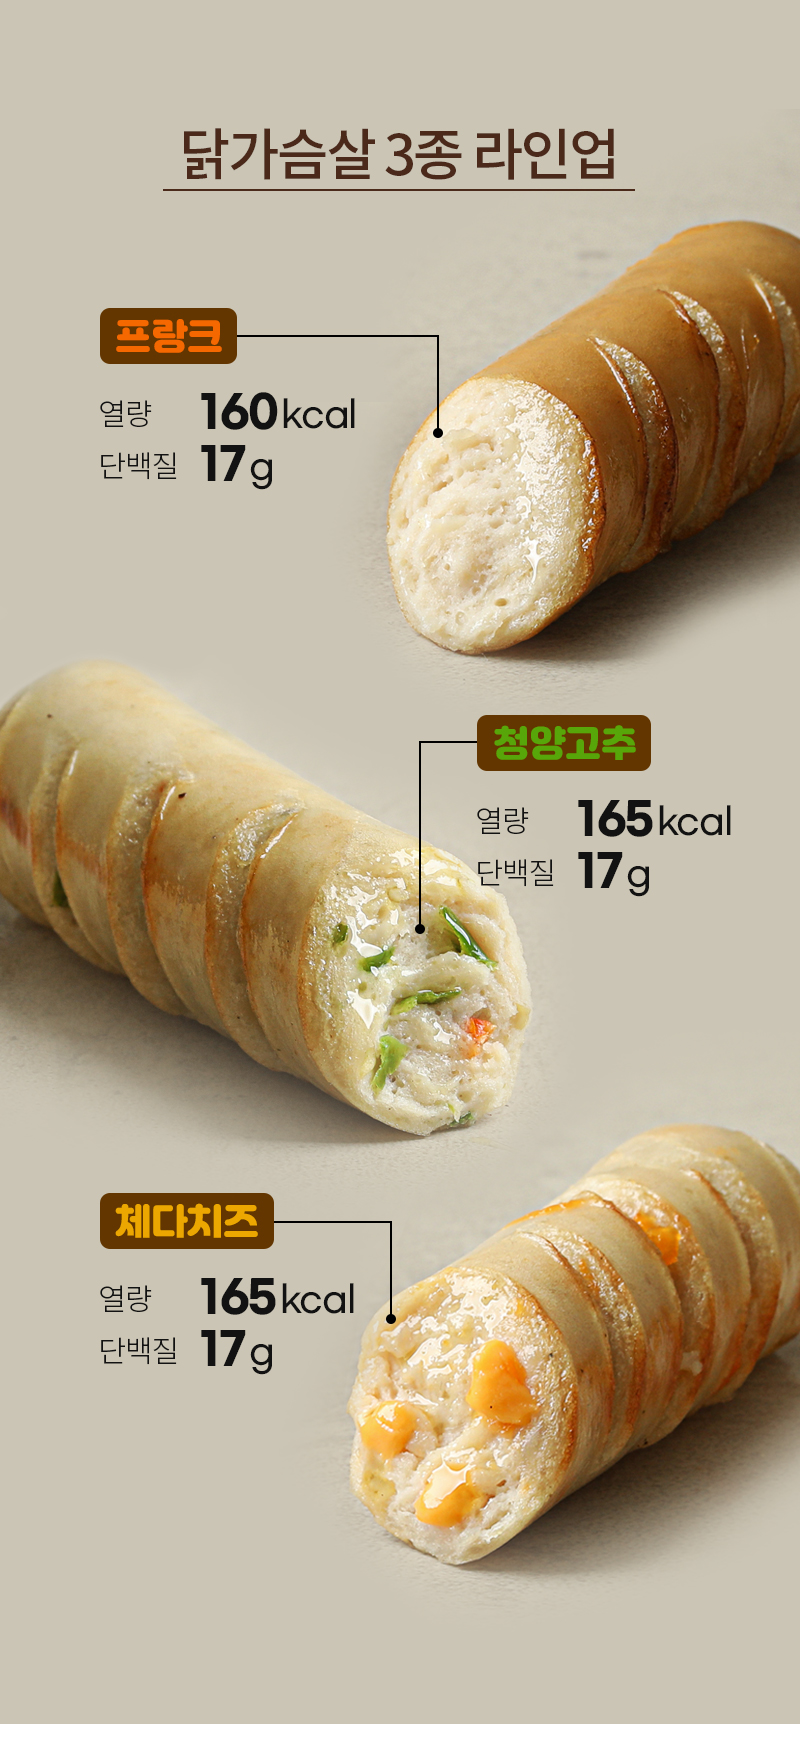 닭가슴살 3종 라인업
프랑크
열량 160kcal
단백질 17g
청양고추
열량 165kcal
단백질 17g
체다치즈
열량 165kcal
단백질 17g